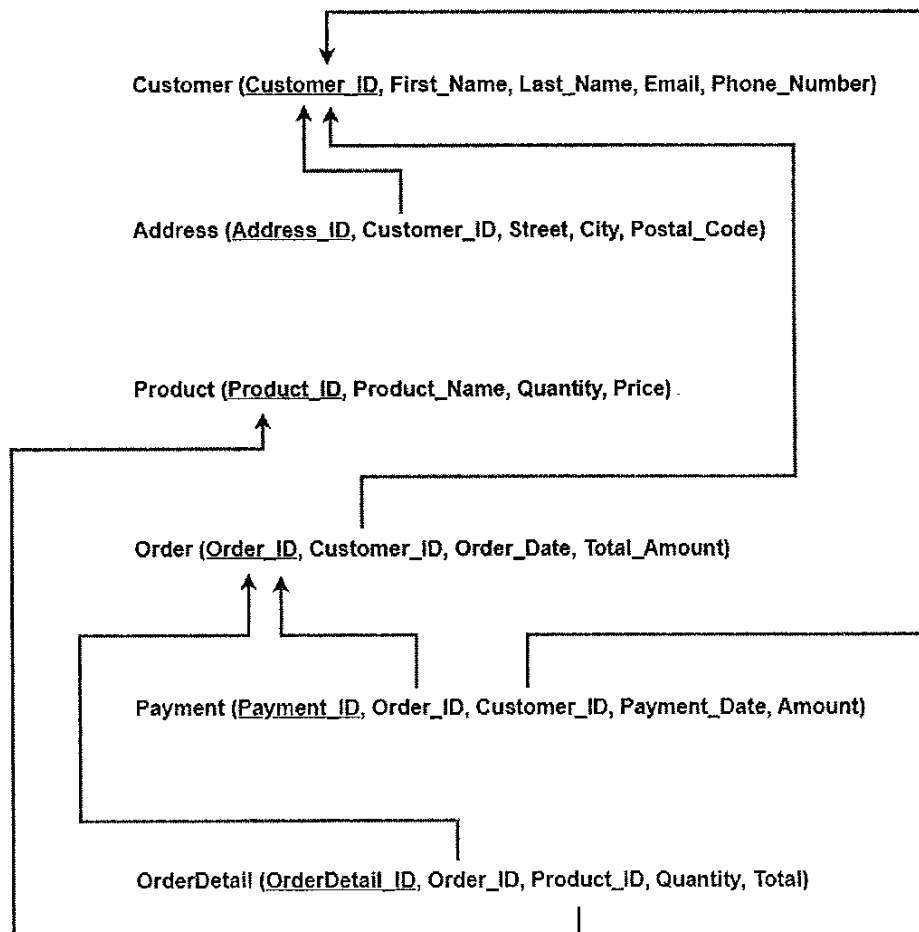 Customer (Customer_ID, First_Name, Last_Name, Email, Phone_Number)
Address (Address_ID, Customer_ID, Street, City, Postal_Code)
Product (Product_ID, Product_Name, Quantity, Price)
Order (Order_ID, Customer_ID, Order_Date, Total_Amount)
Payment (Payment_ID, Order_ID, Customer_ID, Payment_Date, Amount)
OrderDetail (OrderDetail_ID, Order_ID, Product_ID, Quantity, Total)